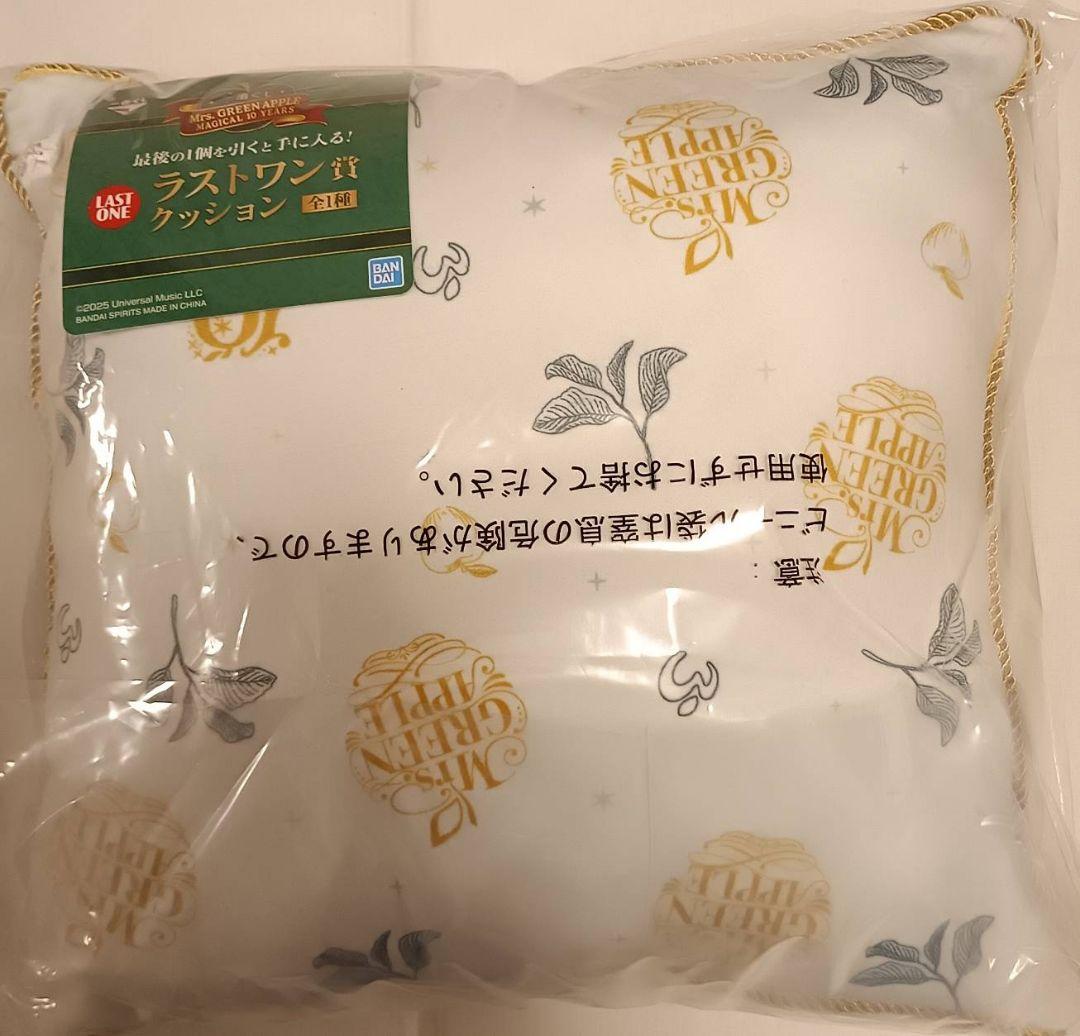 Mrs. GREEN APPLE
MAGICAL 10 YEARS
最後の1個を引くと手に入る!
LAST
ONE
ラストワン賞
クッション 全1種
BAN
DAI
©2025 Universal Music LLC
BANDAI SPIRITS MADE IN CHINA
Mrs.
GREEN
APPLE
10
Mrs.
GREEN
APPLE
注意:
ビニール袋は窒息の危険がありますので、
使用せずにお捨てください。
Mrs.
GREEN
APPLE
Mrs.
GREEN
APPLE
GREEN
APPLE